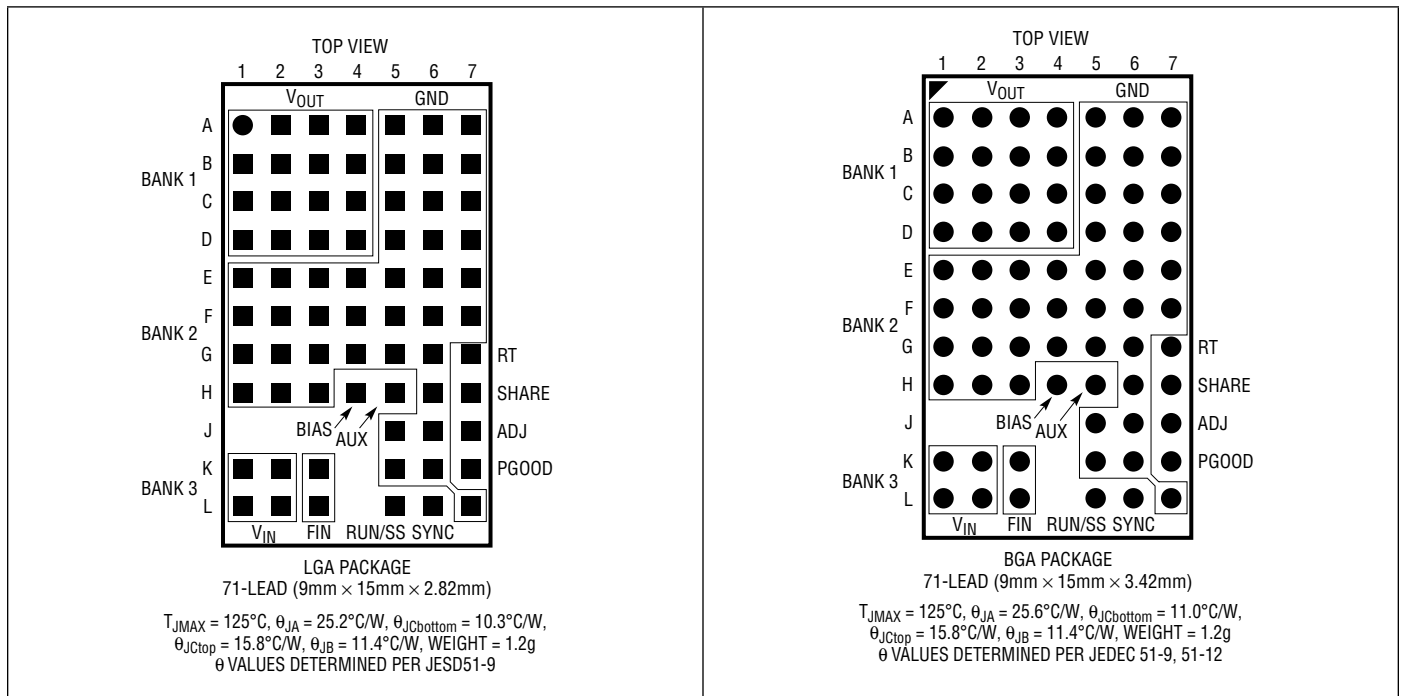 TOP VIEW
1 2 3 4 5 6 7
VOUT GND
A
B
BANK 1
C
D
E
F
BANK 2
G RT
H SHARE
BIAS
AUX
J ADJ
K PGOOD
BANK 3
L
VIN FIN RUN/SS SYNC
LGA PACKAGE
71-LEAD (9mm × 15mm × 2.82mm)
TJMAX = 125°C, θJA = 25.2°C/W, θJCbottom = 10.3°C/W,
θJCtop = 15.8°C/W, θJB = 11.4°C/W, WEIGHT = 1.2g
θ VALUES DETERMINED PER JESD51-9
TOP VIEW
1 2 3 4 5 6 7
VOUT GND
A
B
BANK 1
C
D
E
F
BANK 2
G RT
H SHARE
BIAS
AUX
J ADJ
K PGOOD
BANK 3
L
VIN FIN RUN/SS SYNC
BGA PACKAGE
71-LEAD (9mm × 15mm × 3.42mm)
TJMAX = 125°C, θJA = 25.6°C/W, θJCbottom = 11.0°C/W,
θJCtop = 15.8°C/W, θJB = 11.4°C/W, WEIGHT = 1.2g
θ VALUES DETERMINED PER JEDEC 51-9, 51-12